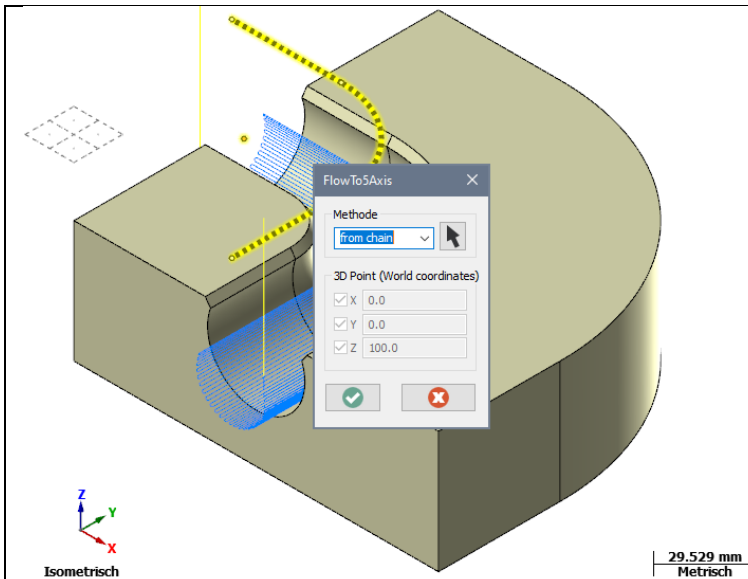 FlowTo5Axis
Methode
from chain
3D Point (World coordinates)
X 0.0
Y 0.0
Z 100.0
Z
Y
X
Isometrisch
29.529 mm
Metrisch